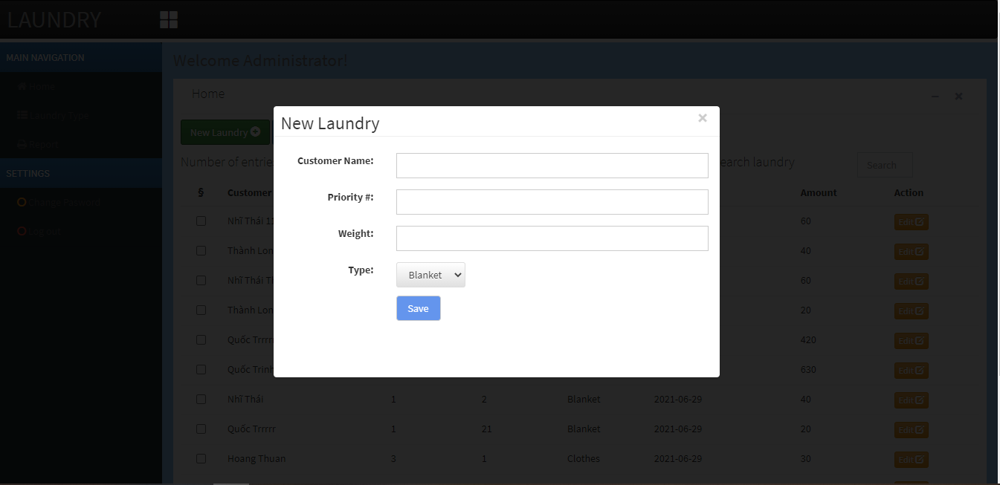 LAUNDRY
MAIN NAVIGATION
Home
Laundry Type
Report
SETTINGS
Change Password
Log out
Welcome Administrator!
Home
New Laundry
Number of entrie
earch laundry
Search
§ Customer Amount Action
Nhĩ Thái 11 60 Edit
Thành Lon 40 Edit
Nhĩ Thái Th 60 Edit
Thành Lon 20 Edit
Quốc Trrrrr 420 Edit
Quốc Trinh 630 Edit
Nhĩ Thái 1 2 Blanket 2021-06-29 40 Edit
Quốc Trrrrr 1 21 Blanket 2021-06-29 20 Edit
Hoang Thuan 3 1 Clothes 2021-06-29 30 Edit
New Laundry ×
Customer Name:
Priority #:
Weight:
Type: Blanket
Save